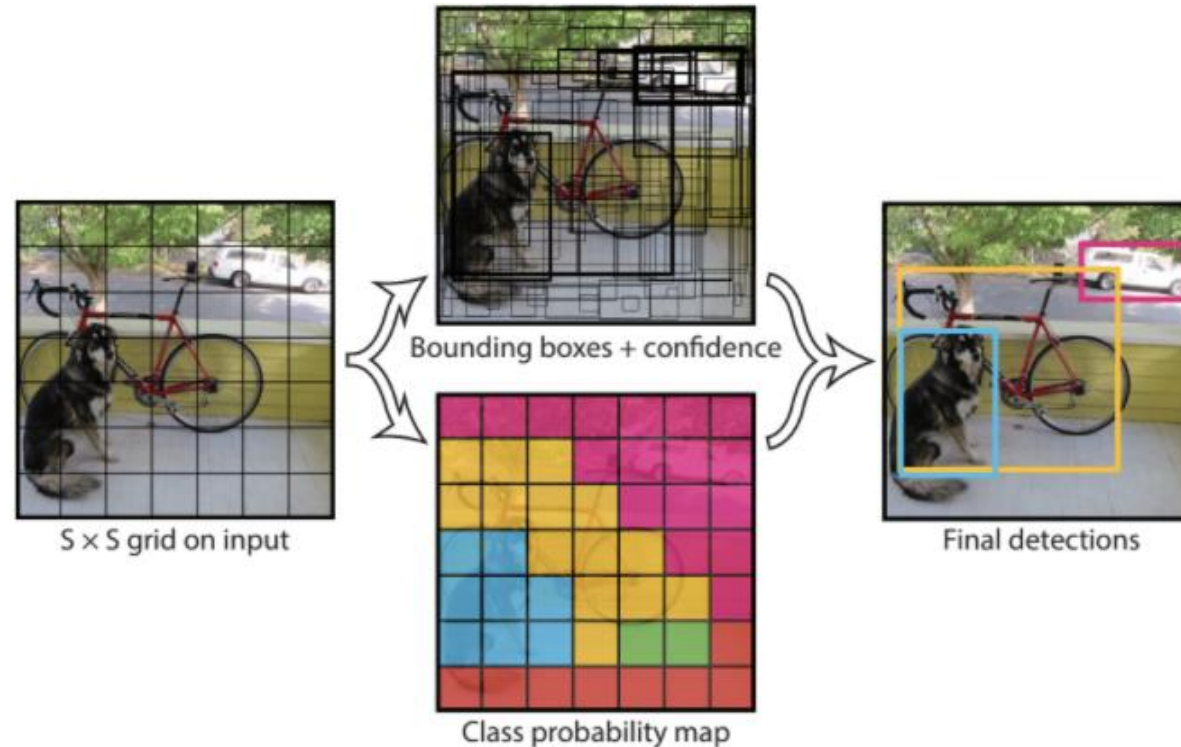 S × S grid on input
Bounding boxes + confidence
Class probability map
Final detections